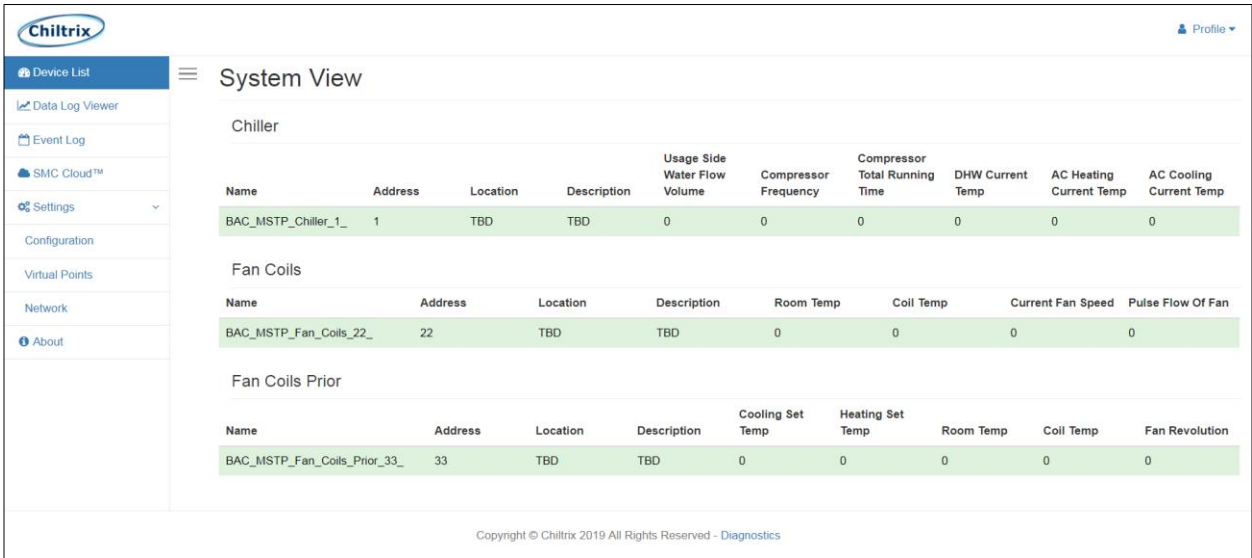 Chiltrix
Profile
Device List
System View
Data Log Viewer
Chiller
Event Log
SMC Cloud™
Settings
Configuration
Virtual Points
Network
About
Name Address Location Description Usage Side Water Flow Volume Compressor Frequency Compressor Total Running Time DHW Current Temp AC Heating Current Temp AC Cooling Current Temp
BAC_MSTP_Chiller_1_ 1 TBD TBD 0 0 0 0 0 0
Fan Coils
Name Address Location Description Room Temp Coil Temp Current Fan Speed Pulse Flow Of Fan
BAC_MSTP_Fan_Coils_22_ 22 TBD TBD 0 0 0 0
Fan Coils Prior
Name Address Location Description Cooling Set Temp Heating Set Temp Room Temp Coil Temp Fan Revolution
BAC_MSTP_Fan_Coils_Prior_33_ 33 TBD TBD 0 0 0 0 0
Copyright © Chiltrix 2019 All Rights Reserved - Diagnostics